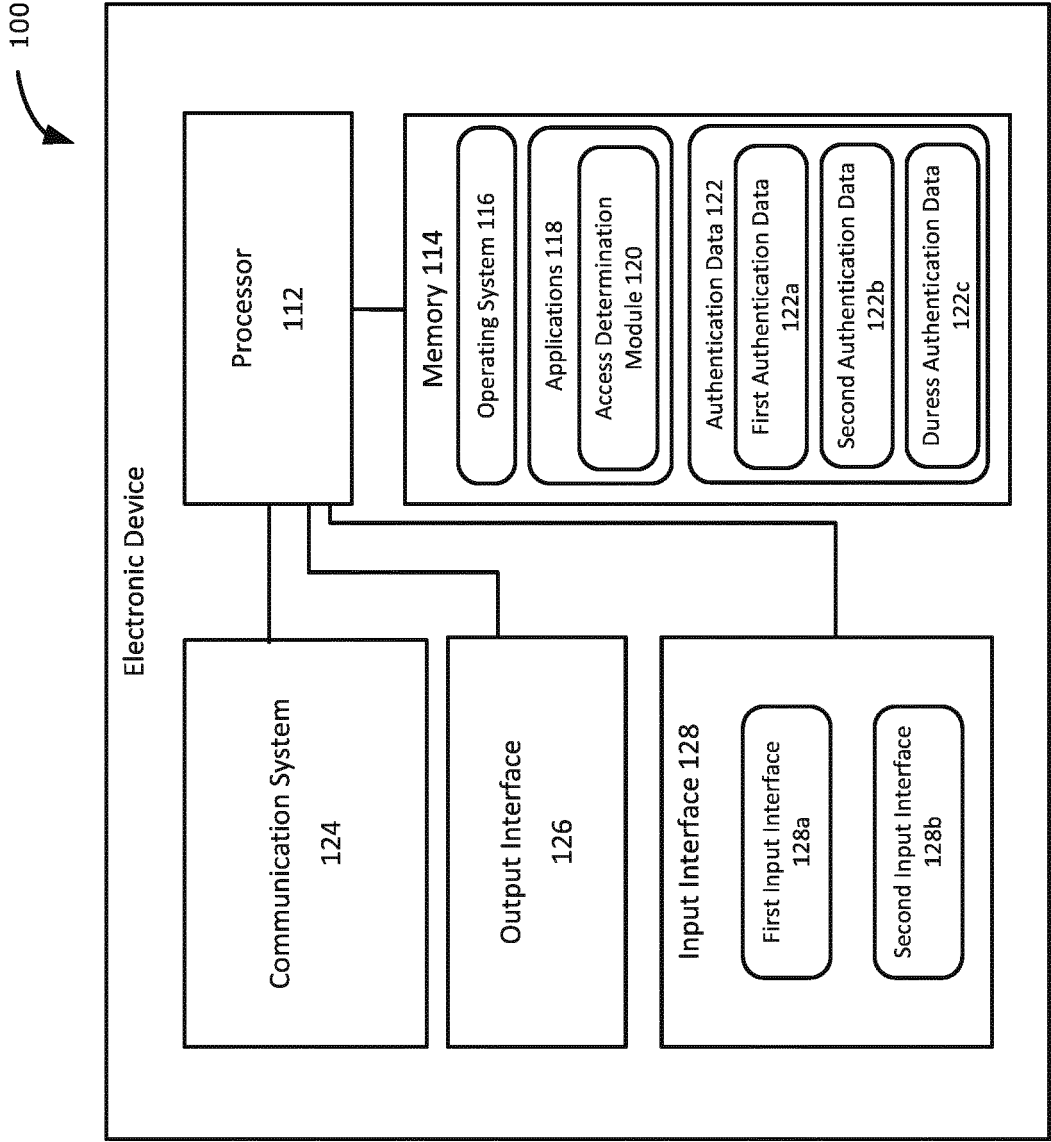 100
Electronic Device
Communication System
124
Output Interface
126
Input Interface 128
First Input Interface
128a
Second Input Interface
128b
Processor
112
Memory 114
Operating System 116
Applications 118
Access Determination
Module 120
Authentication Data 122
First Authentication Data
122a
Second Authentication Data
122b
Duress Authentication Data
122c